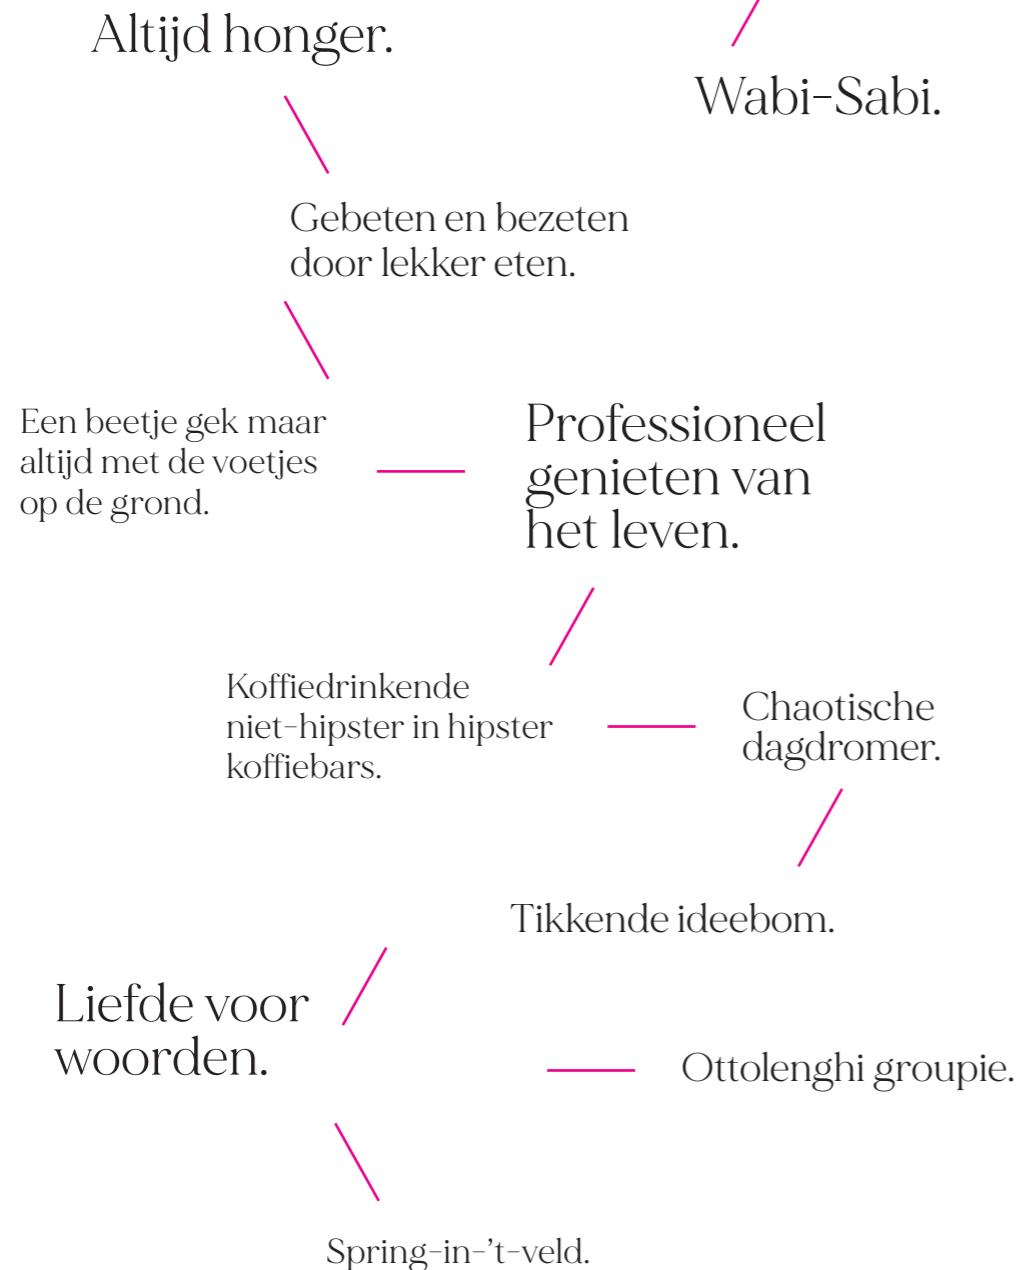 Altijd honger.
Wabi-Sabi.
Gebeten en bezeten
door lekker eten.
Een beetje gek maar
altijd met de voetjes
op de grond.
Professioneel
genieten van
het leven.
Koffiedrinkende
niet-hipster in hipster
koffiebars.
Chaotische
dagdromer.
Tikkende ideebom.
Liefde voor
woorden.
Ottolenghi groupie.
Spring-in-’t-veld.